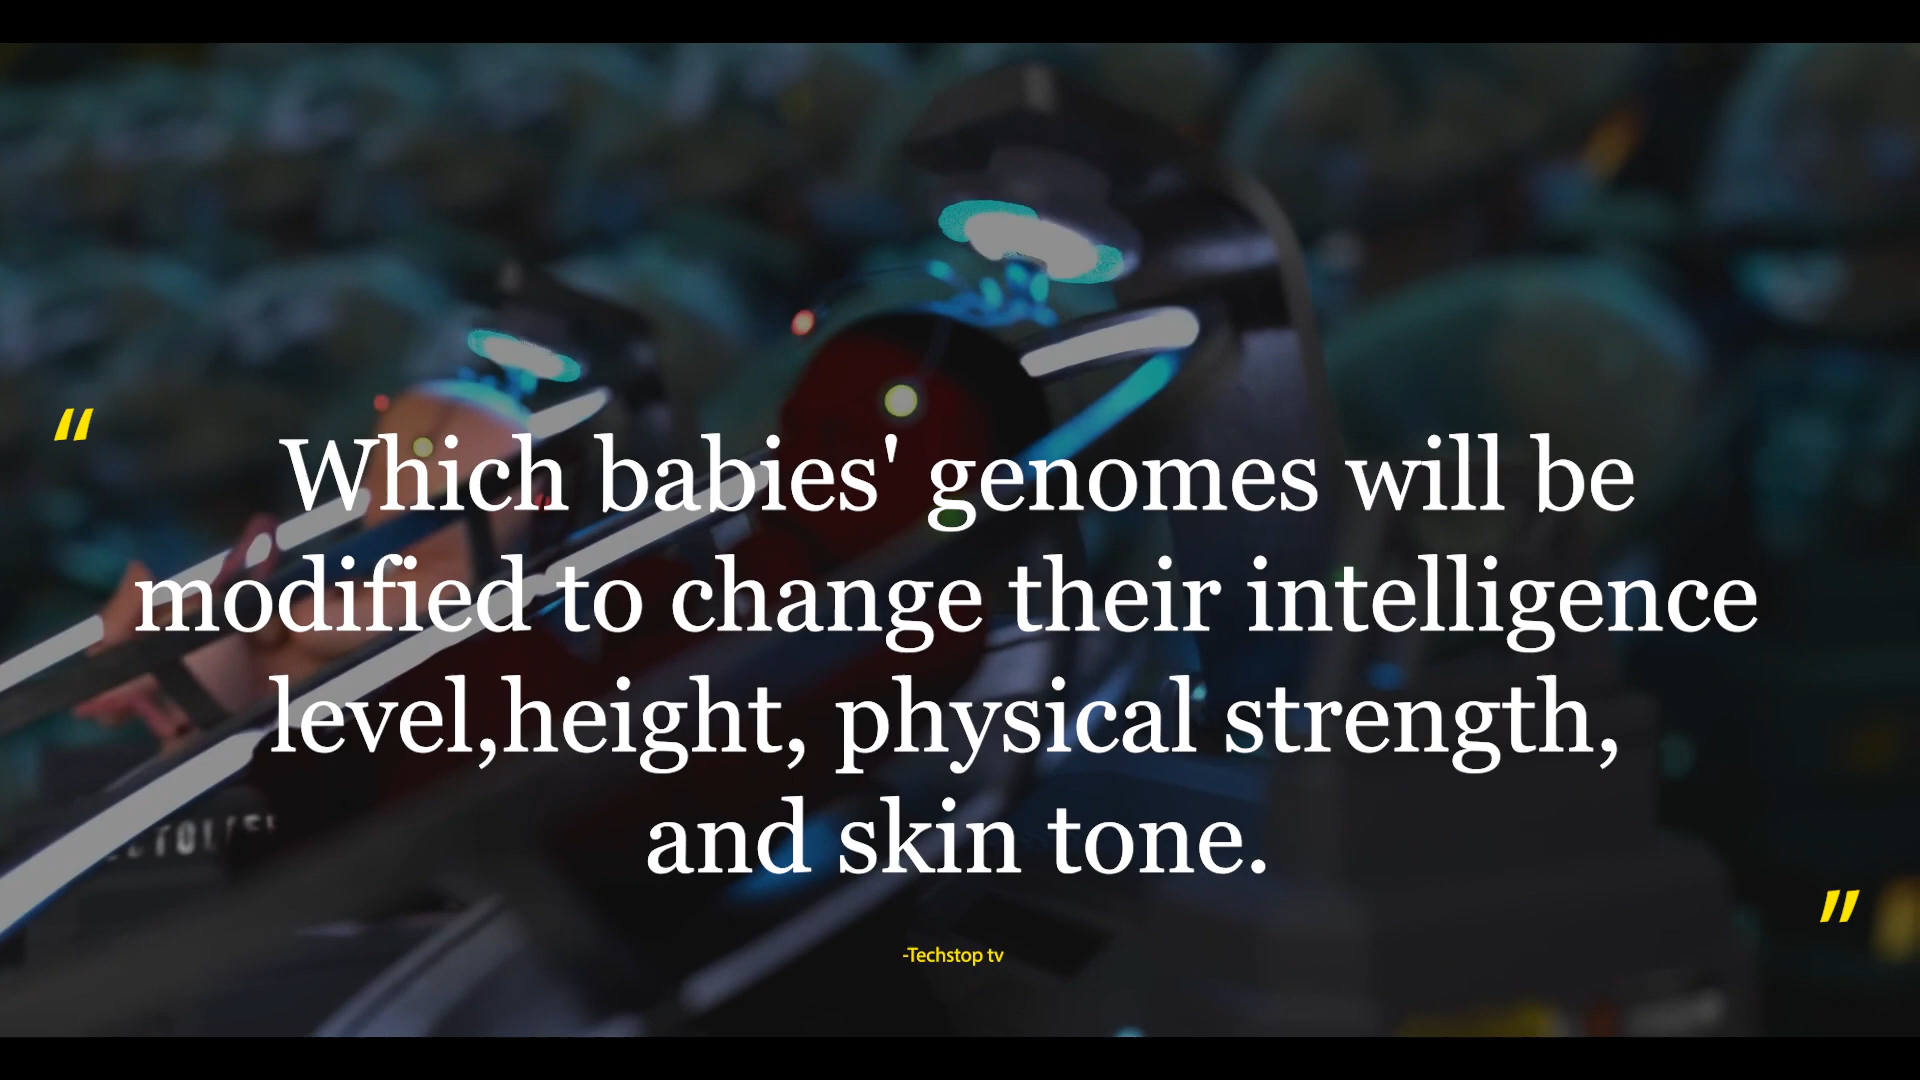 “
Which babies' genomes will be
modified to change their intelligence
level,height, physical strength,
and skin tone.
”
-Techstop tv